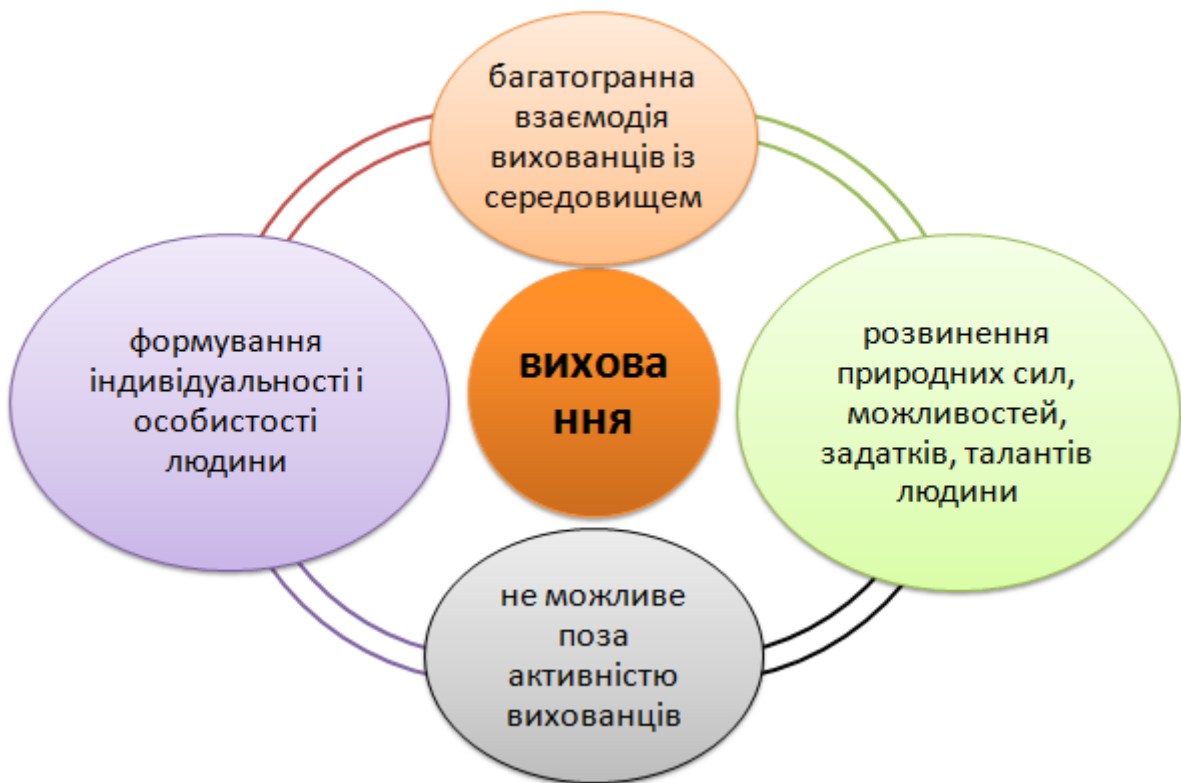 багатогранна
взаємодія
вихованців із
середовищем
формування
індивідуальності і
особистості
людини
вихова
ння
розвинення
природних сил,
можливостей,
задатків, талантів
людини
не можливе
поза
активністю
вихованців